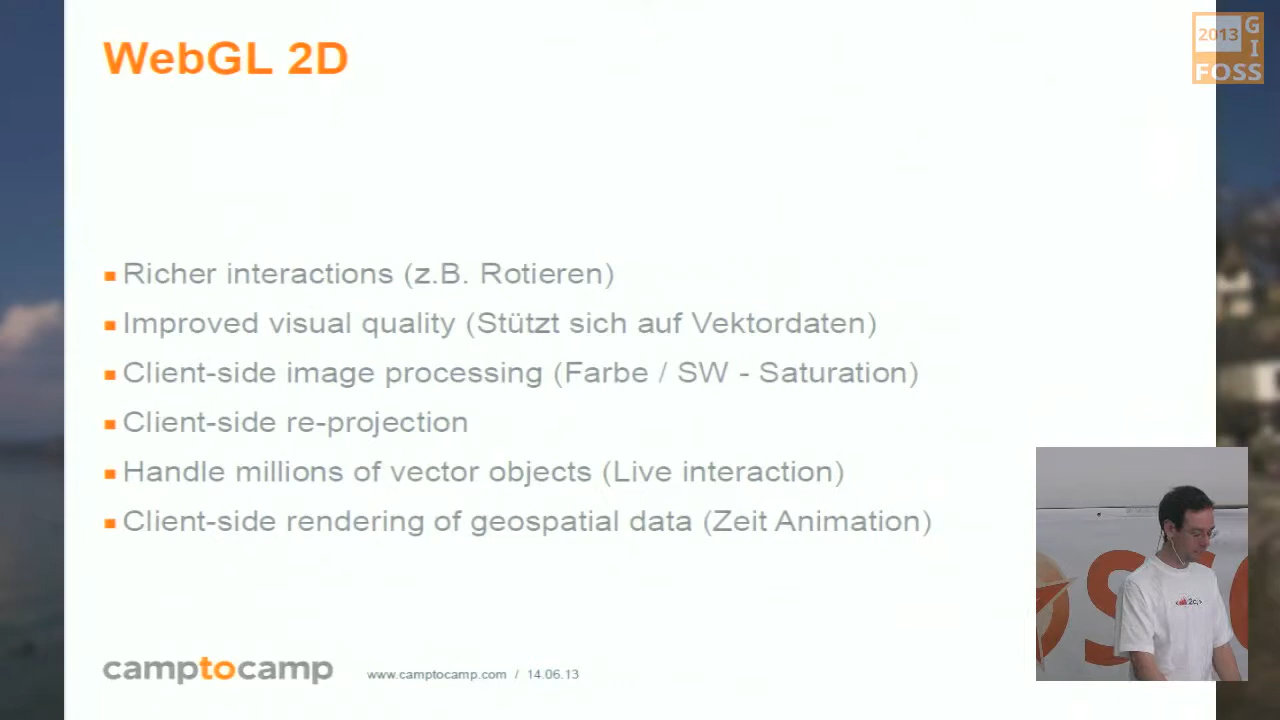 WebGL 2D
2013
G
I
FOSS
Richer interactions (z.B. Rotieren)
Improved visual quality (Stützt sich auf Vektordaten)
Client-side image processing (Farbe / SW - Saturation)
Client-side re-projection
Handle millions of vector objects (Live interaction)
Client-side rendering of geospatial data (Zeit Animation)
camptocamp
www.camptocamp.com / 14.06.13